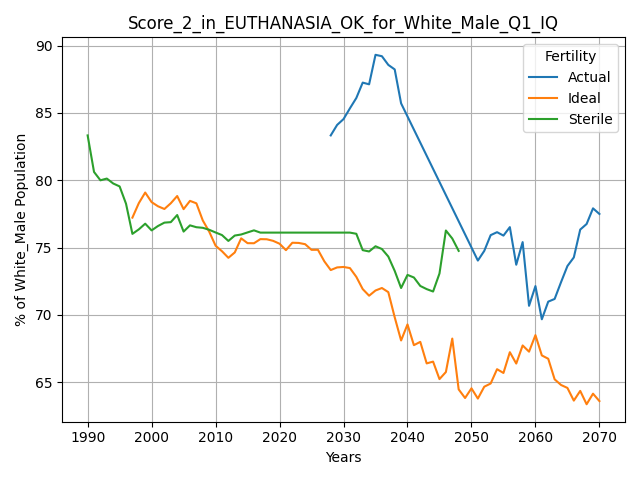 Score_2_in_EUTHANASIA_OK_for_White_Male_Q1_IQ
% of White_Male Population
90
85
80
75
70
65
Fertility
Actual
Ideal
Sterile
1990 2000 2010 2020 2030 2040 2050 2060 2070
Years